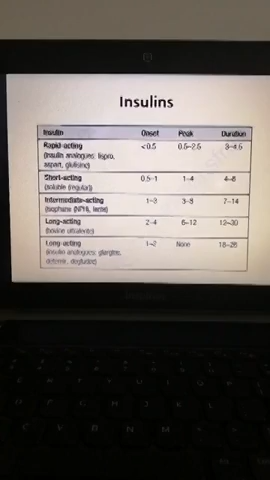 Insulins
Insulin Onset Peak Duration
Rapid-acting <0.5 0.5–2.5 3–4.5
(insulin analogues: lispro,
aspart, glulisine)
Short-acting 0.5–1 1–4 4–8
(soluble (regular))
Intermediate-acting 1–3 3–8 7–14
(isophane (NPH), lente)
Long-acting 2–4 6–12 12–30
(bovine ultralente)
Long-acting 1–2 None 18–26
(insulin analogues: glargine,
detemir, degludec)